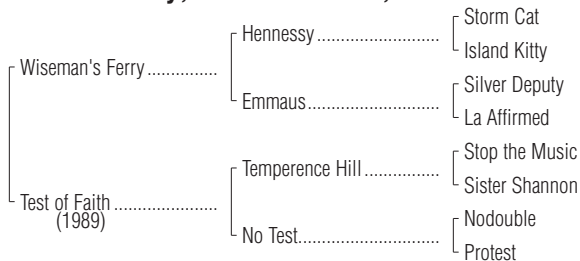 Storm Cat
Hennessy
Island Kitty
Wiseman's Ferry
Silver Deputy
Emmaus
La Affirmed
Stop the Music
Temperence Hill
Sister Shannon
Test of Faith
(1989)
Nodouble
No Test
Protest